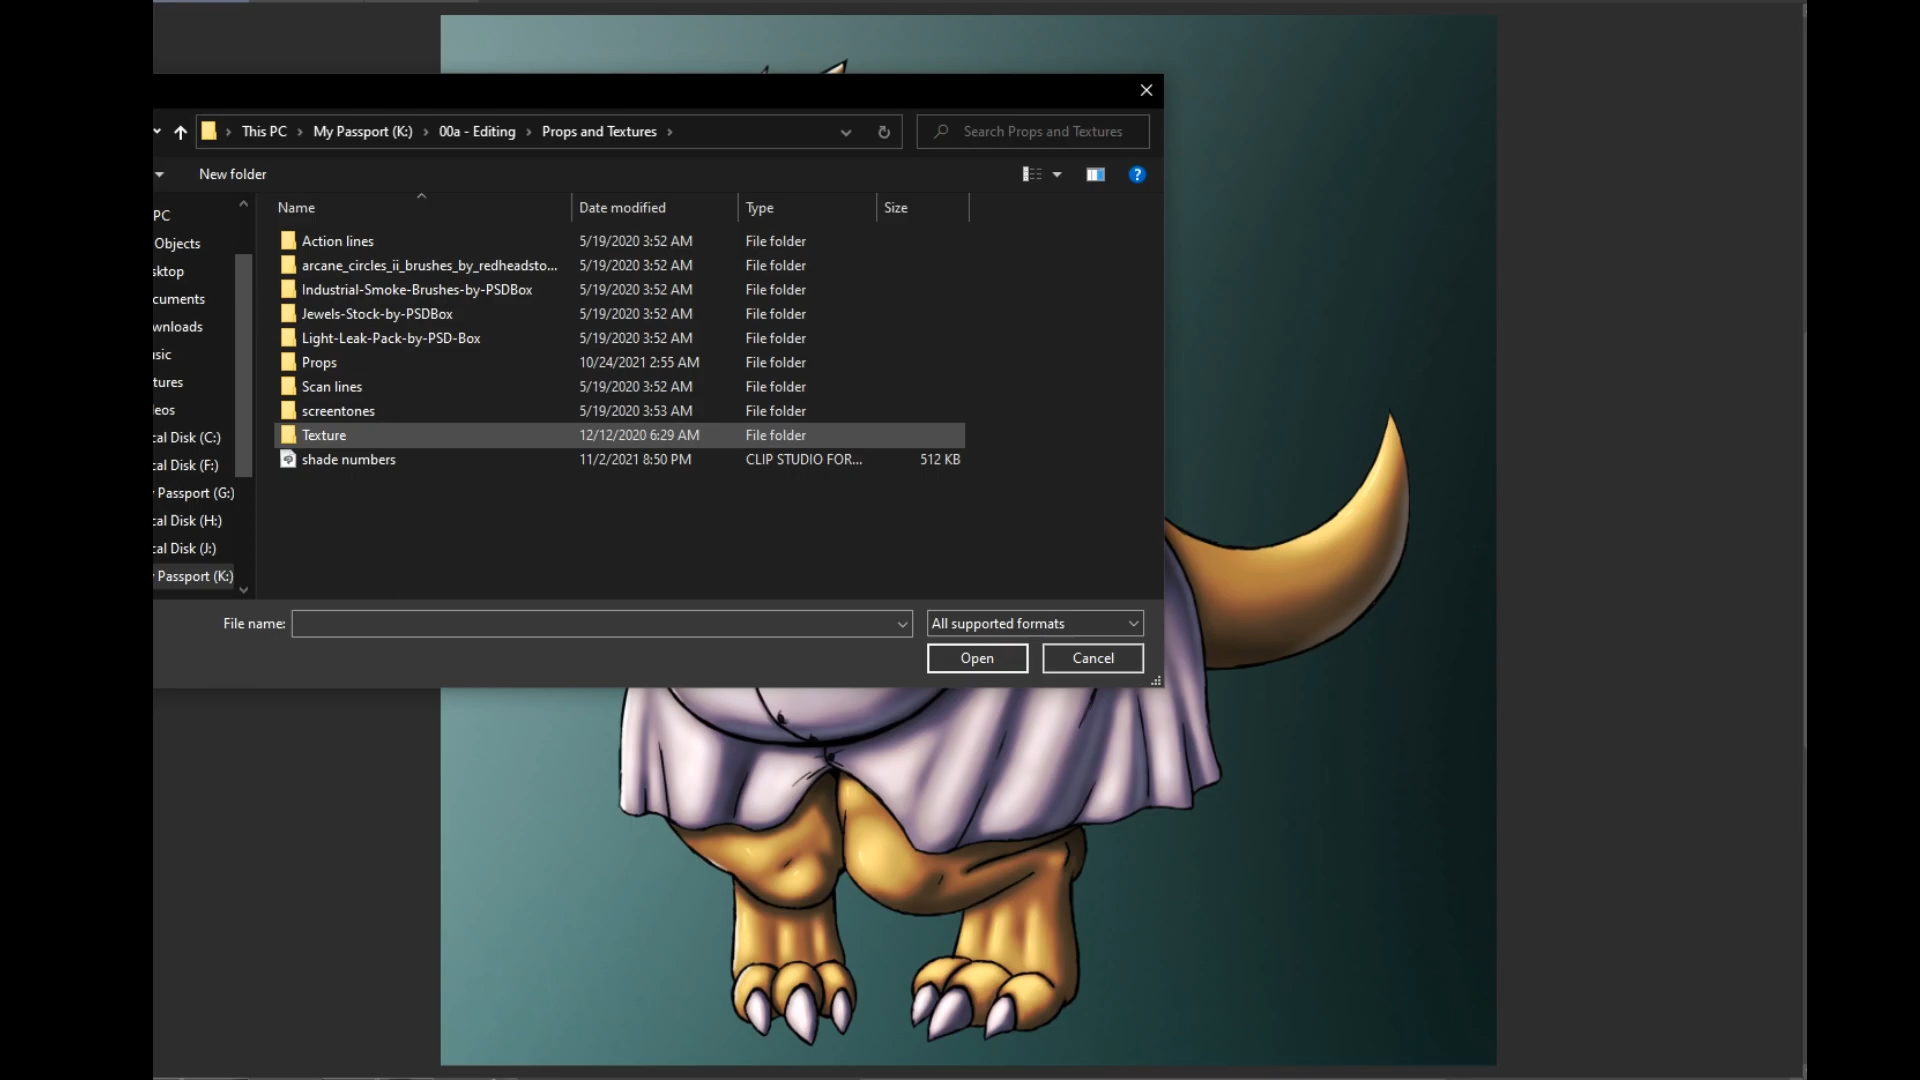 This PC › My Passport (K:) › 00a - Editing › Props and Textures ›
Search Props and Textures
New folder
?
Name
Date modified
Type
Size
PC
Objects
sktop
cuments
wnloads
usic
tures
leos
cal Disk (C:)
cal Disk (F:)
Passport (G:)
cal Disk (H:)
cal Disk (J:)
Passport (K:)
Action lines 5/19/2020 3:52 AM File folder
arcane_circles_ii_brushes_by_redheadsto... 5/19/2020 3:52 AM File folder
Industrial-Smoke-Brushes-by-PSDBox 5/19/2020 3:52 AM File folder
Jewels-Stock-by-PSDBox 5/19/2020 3:52 AM File folder
Light-Leak-Pack-by-PSD-Box 5/19/2020 3:52 AM File folder
Props 10/24/2021 2:55 AM File folder
Scan lines 5/19/2020 3:52 AM File folder
screentones 5/19/2020 3:53 AM File folder
Texture 12/12/2020 6:29 AM File folder
shade numbers 11/2/2021 8:50 PM CLIP STUDIO FOR... 512 KB
File name:
All supported formats
Open
Cancel